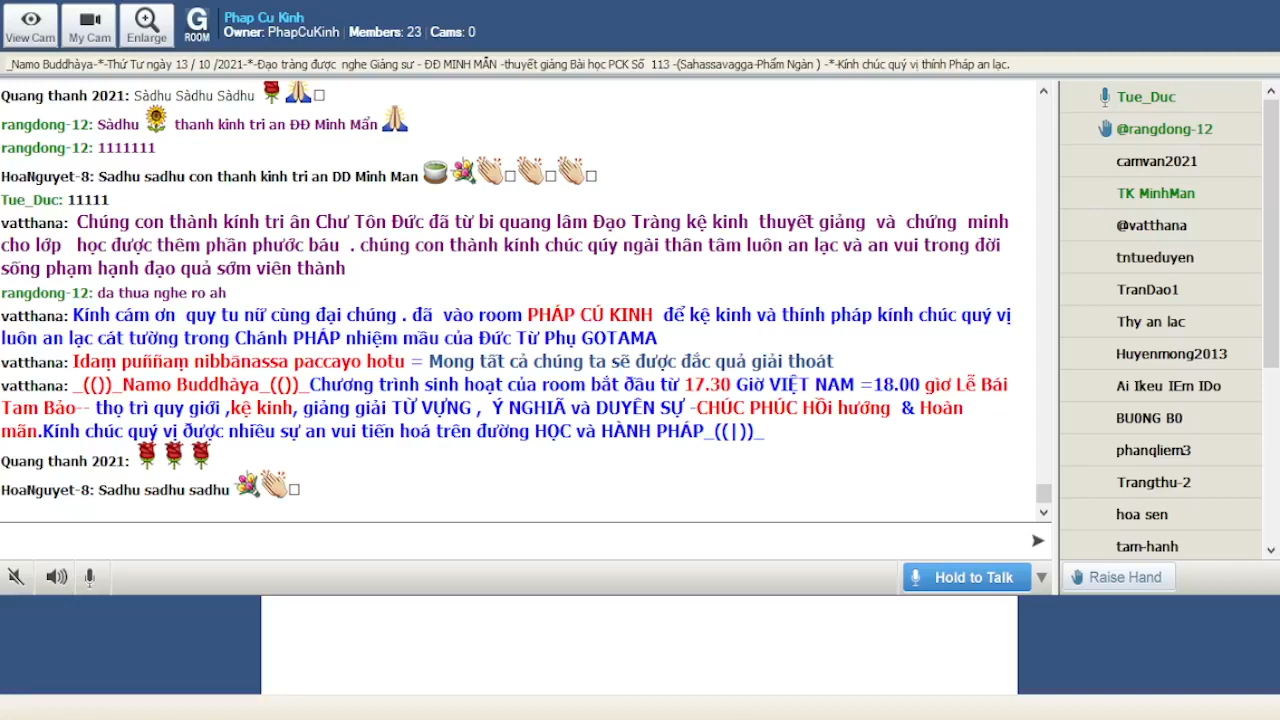 View Cam
My Cam
Enlarge
G
ROOM
Phap Cu Kinh
Owner: PhapCuKinh | Members: 23 | Cams: 0
_Namo Buddhàya-*-Thứ Tư ngày 13 / 10 /2021-*-Đạo tràng được nghe Giảng sư - ĐĐ MINH MẪN -thuyết giảng Bài học PCK Số 113 -(Sahassavagga-Phẩm Ngàn ) -*-Kính chúc quý vị thính Pháp an lạc.
Quang thanh 2021: Sàdhu Sàdhu Sàdhu
rangdong-12: Sàdhu thanh kinh tri an ĐĐ Minh Mẫn
rangdong-12: 1111111
HoaNguyet-8: Sadhu sadhu con thanh kinh tri an DD Minh Man
Tue_Duc: 11111
vatthana: Chúng con thành kính tri ân Chư Tôn Đức đã từ bi quang lâm Đạo Tràng kệ kinh thuyết giảng và chứng minh
cho lớp học được thêm phần phước báu . chúng con thành kính chúc qúy ngài thân tâm luôn an lạc và an vui trong đời
sống phạm hạnh đạo quả sớm viên thành
rangdong-12: da thua nghe ro ah
vatthana: Kính cám ơn quy tu nữ cùng đại chúng . đã vào room PHÁP CÚ KINH để kệ kinh và thính pháp kính chúc quý vị
luôn an lạc cát tường trong Chánh PHÁP nhiệm mầu của Đức Từ Phụ GOTAMA
vatthana: Idaṃ puññaṃ nibbānassa paccayo hotu = Mong tất cả chúng ta sẽ được đắc quả giải thoát
vatthana: _(())_Namo Buddhàya_(())_Chương trình sinh hoạt của room bắt đầu từ 17.30 Giờ VIỆT NAM =18.00 giờ Lễ Bái
Tam Bảo-- thọ trì quy giới ,kệ kinh, giảng giải TỪ VỰNG , Ý NGHIÃ và DUYÊN SỰ -CHÚC PHÚC HỒi hướng & Hoàn
mãn.Kính chúc quý vị được nhiều sự an vui tiến hoá trên đường HỌC và HÀNH PHÁP_((|))_
Quang thanh 2021:
HoaNguyet-8: Sadhu sadhu sadhu
Tue_Duc
@rangdong-12
camvan2021
TK MinhMan
@vatthana
tntueduyen
TranDao1
Thy an lac
Huyenmong2013
Ai Ikeu IEm IDo
BU0NG B0
phanqliem3
Trangthu-2
hoa sen
tam-hanh
Hold to Talk
Raise Hand